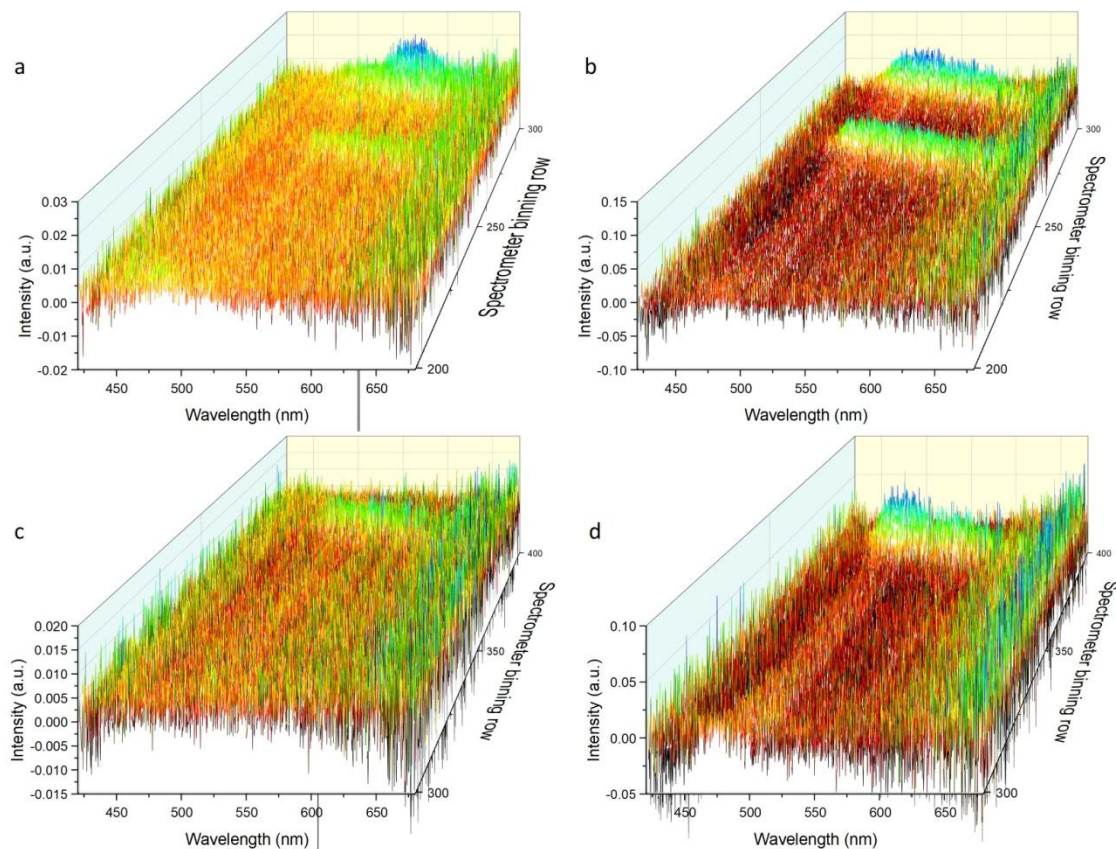 a
300
Spectrometer binning row
250
0.03
0.02
0.01
0.00
-0.01
-0.02
Intensity (a.u.)
200
450 500 550 600 650
Wavelength (nm)
b
300
Spectrometer binning row
250
0.15
0.10
0.05
0.00
-0.05
-0.10
Intensity (a.u.)
200
450 500 550 600 650
Wavelength (nm)
c
400
Spectrometer binning row
350
0.020
0.015
0.010
0.005
0.000
-0.005
-0.010
-0.015
Intensity (a.u.)
300
450 500 550 600 650
Wavelength (nm)
d
400
Spectrometer binning row
350
0.10
0.05
0.00
-0.05
Intensity (a.u.)
300
450 500 550 600 650
Wavelength (nm)